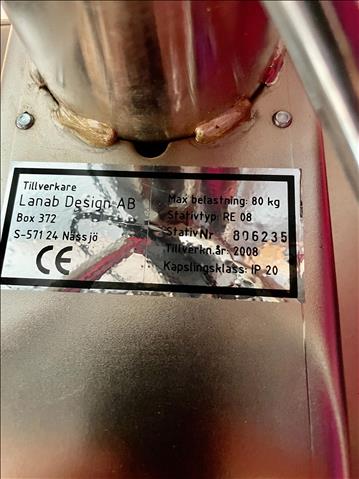 Tillverkare
Lanab Design AB
Box 372
S-571 24 Nässjö
CE
Max belastning: 80 kg
Stativtyp: RE 08
StativNr 806235
Tillverkn.år: 2008
Kapslingsklass: IP 20